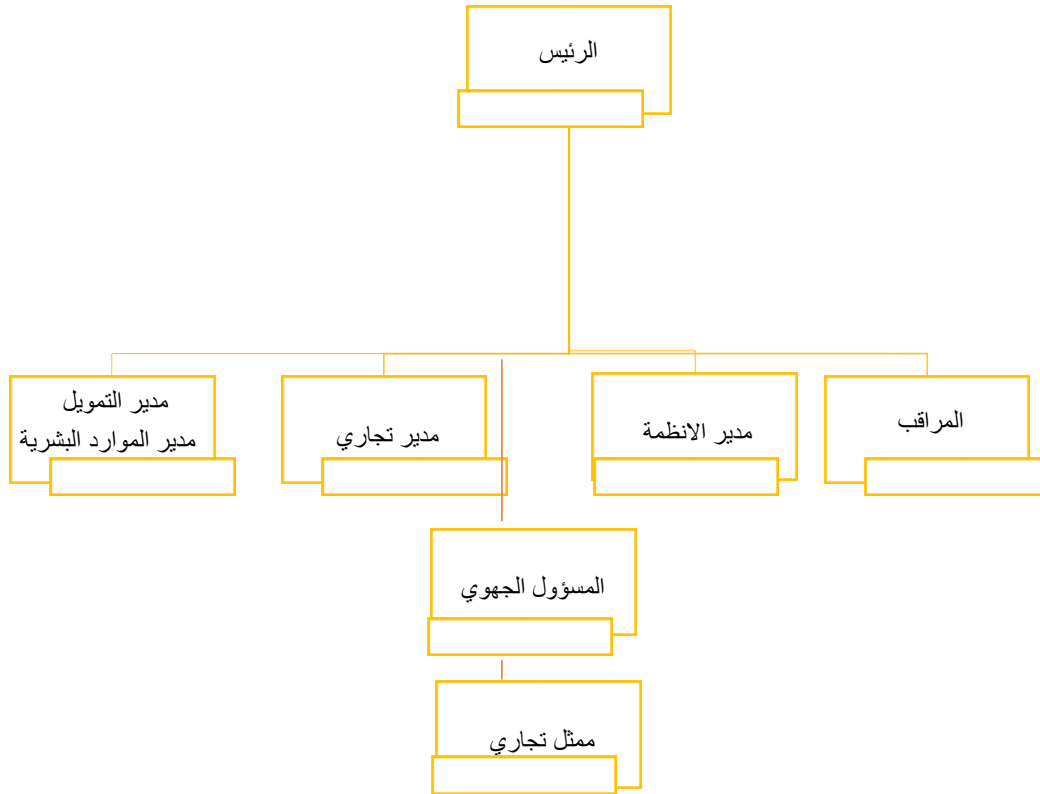 الرئيس
المراقب
مدير الانظمة
مدير تجاري
مدير التمويل
مدير الموارد البشرية
المسؤول الجهوي
ممثل تجاري